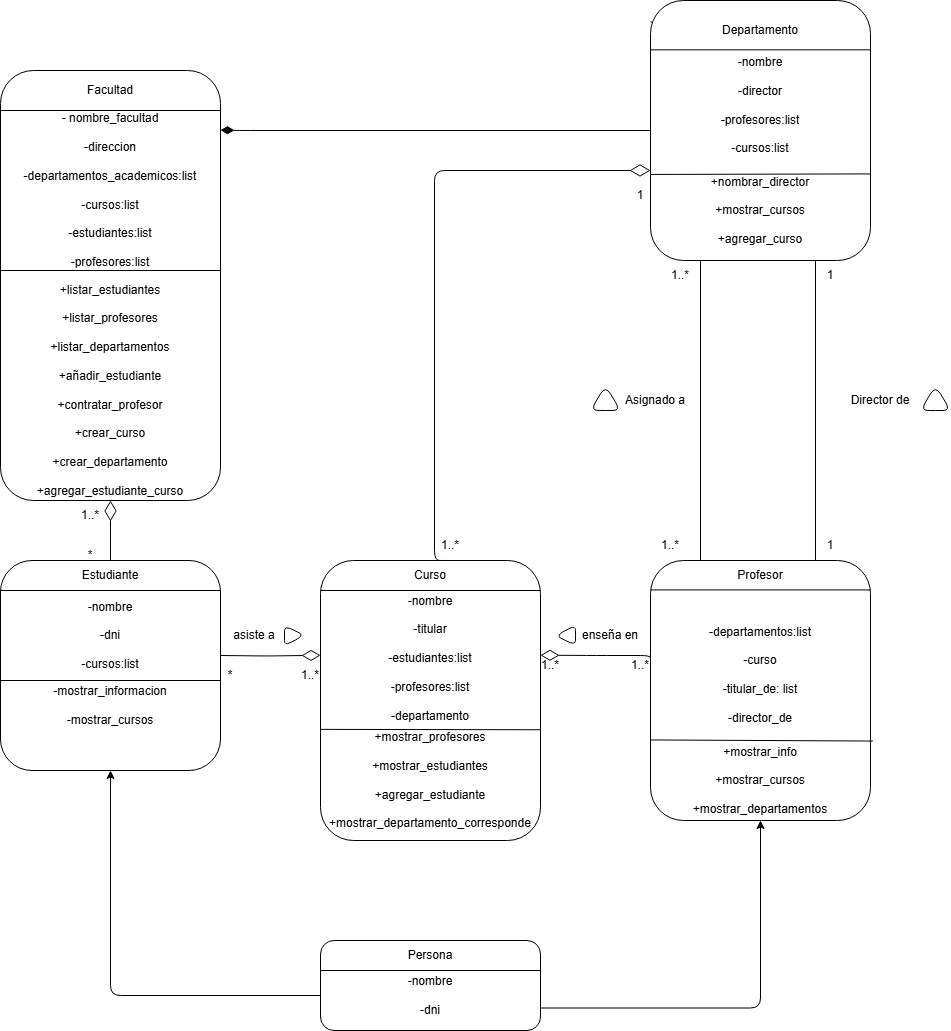 Departamento
-nombre
-director
-profesores:list
-cursos:list
+nombrar_director
+mostrar_cursos
+agregar_curso
Facultad
- nombre_facultad
-direccion
-departamentos_academicos:list
-cursos:list
-estudiantes:list
-profesores:list
+listar_estudiantes
+listar_profesores
+listar_departamentos
+añadir_estudiante
+contratar_profesor
+crear_curso
+crear_departamento
+agregar_estudiante_curso
1
1..*
1
Asignado a
Director de
1..*
*
1..*
1..*
1
Estudiante
-nombre
-dni
-cursos:list
-mostrar_informacion
-mostrar_cursos
asiste a
*
1..*
Curso
-nombre
-titular
-estudiantes:list
-profesores:list
-departamento
+mostrar_profesores
+mostrar_estudiantes
+agregar_estudiante
+mostrar_departamento_corresponde
enseña en
1..*
1..*
Profesor
-departamentos:list
-curso
-titular_de: list
-director_de
+mostrar_info
+mostrar_cursos
+mostrar_departamentos
Persona
-nombre
-dni